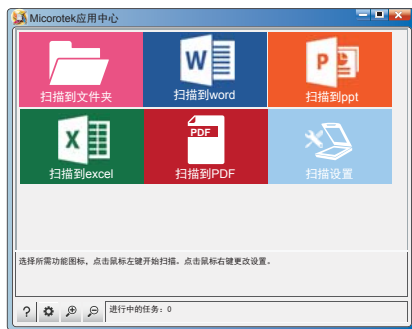 Micorotek应用中心
扫描到文件夹
W
扫描到word
P
扫描到ppt
X
扫描到excel
PDF
扫描到PDF
扫描设置
选择所需功能图标，点击鼠标左键开始扫描。点击鼠标右键更改设置。
?
进行中的任务：0